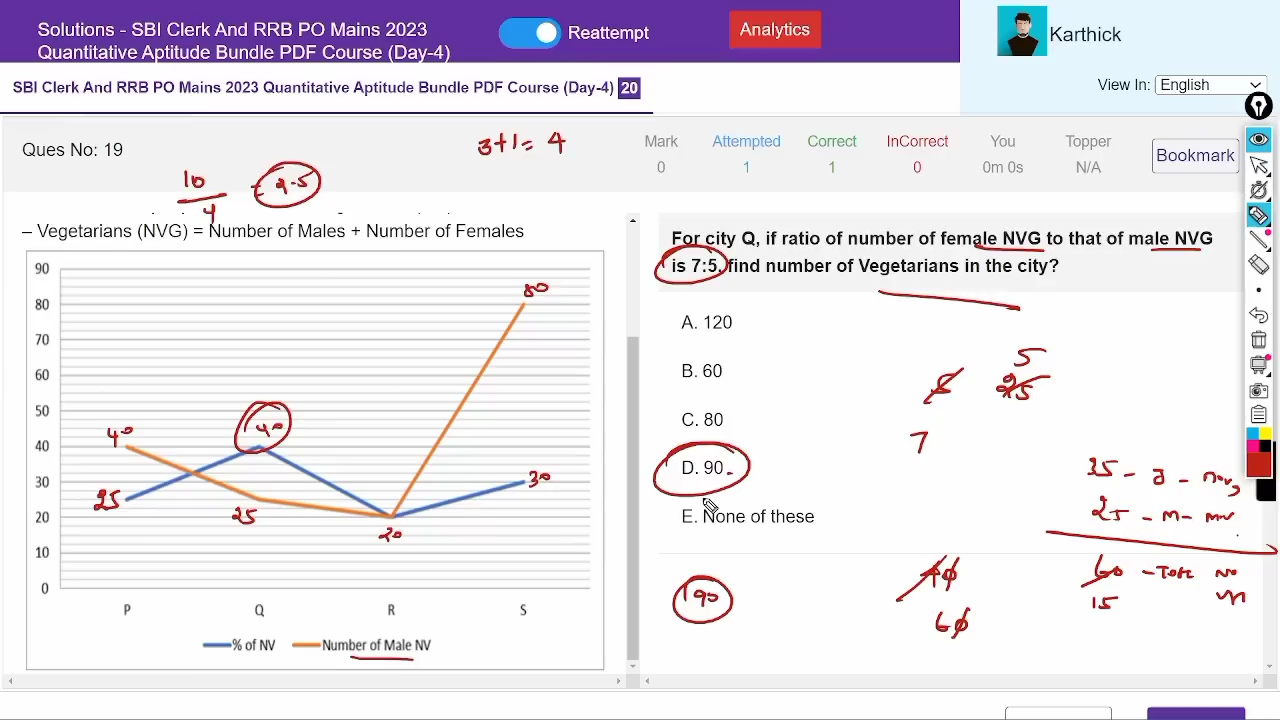 Solutions - SBI Clerk And RRB PO Mains 2023
Quantitative Aptitude Bundle PDF Course (Day-4)
Reattempt
Analytics
Karthick
SBI Clerk And RRB PO Mains 2023 Quantitative Aptitude Bundle PDF Course (Day-4) 20
View In: English
Ques No: 19
3+1= 4
Mark Attempted Correct InCorrect You Topper
0 1 1 0 0m 0s N/A
Bookmark
10
4
= 2.5
– Vegetarians (NVG) = Number of Males + Number of Females
90
80
70
60
50
40
30
20
10
0
P Q R S
% of NV Number of Male NV
40
25
40
25
20
80
30
For city Q, if ratio of number of female NVG to that of male NVG
is 7:5, find number of Vegetarians in the city?
A. 120
B. 60
C. 80
D. 90
E. None of these
5
5
25
7
35 -
25 - m -
60 -
15
90
40
60